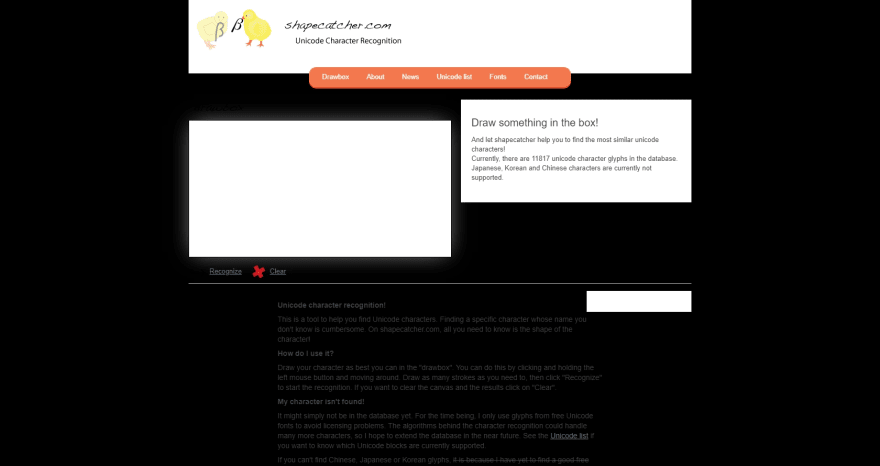 β
β
shapecatcher.com
Unicode Character Recognition
Drawbox About News Unicode list Fonts Contact
Draw something in the box!
And let shapecatcher help you to find the most similar unicode
characters!
Currently, there are 11817 unicode character glyphs in the database.
Japanese, Korean and Chinese characters are currently not
supported.
Recognize Clear
Unicode character recognition!
This is a tool to help you find Unicode characters. Finding a specific character whose name you
don't know is cumbersome. On shapecatcher.com, all you need to know is the shape of the
character!
How do I use it?
Draw your character as best you can in the "drawbox". You can do this by clicking and holding the
left mouse button and moving around. Draw as many strokes as you need to, then click "Recognize"
to start the recogntion. If you want to clear the canvas and the results click on "Clear".
My character isn't found!
It might simply not be in the database yet. For the time being, I only use glyphs from free Unicode
fonts to avoid licensing problems. The algorithms behind the character recognition could handle
many more characters, so I hope to extend the database in the near future. See the Unicode list if
you want to know which Unicode blocks are currently supported.
If you can't find Chinese, Japanese or Korean glyphs, it is because I have yet to find a good free